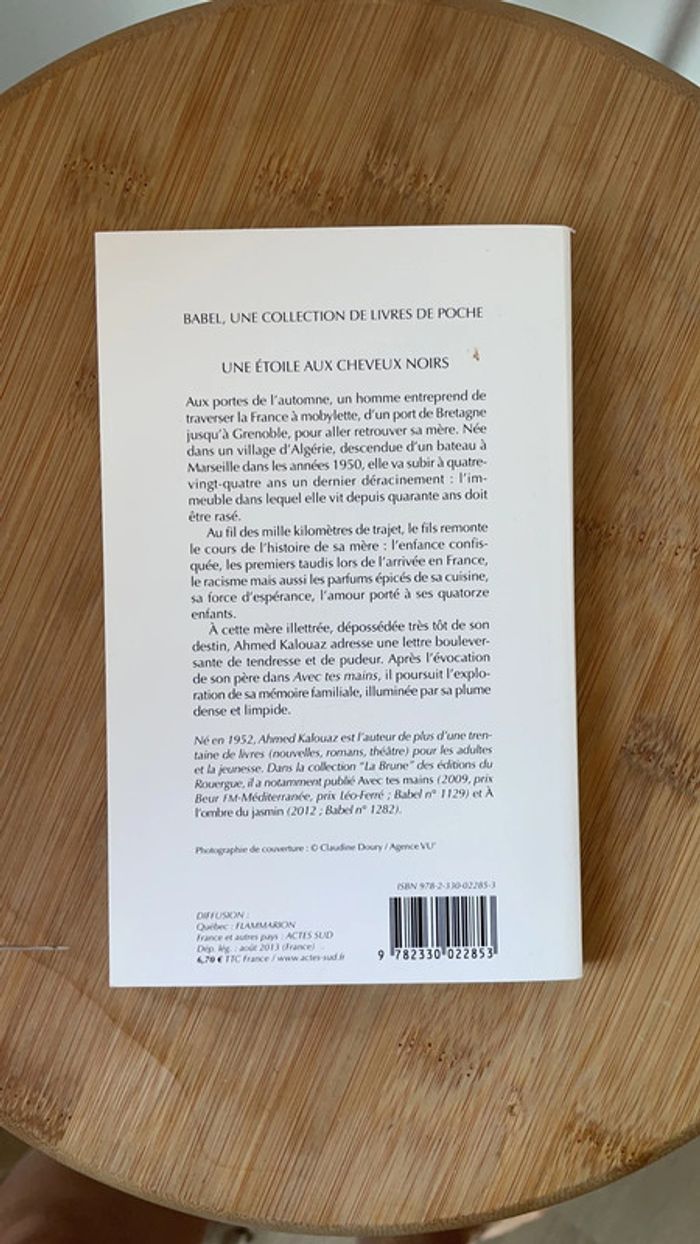 BABEL, UNE COLLECTION DE LIVRES DE POCHE
UNE ÉTOILE AUX CHEVEUX NOIRS
Aux portes de l'automne, un homme entreprend de
traverser la France à mobylette, d'un port de Bretagne
jusqu'à Grenoble, pour aller retrouver sa mère. Née
dans un village d'Algérie, descendue d'un bateau à
Marseille dans les années 1950, elle va subir à quatre-
vingt-quatre ans un dernier déracinement : l'im-
meuble dans lequel elle vit depuis quarante ans doit
être rasé.
Au fil des mille kilomètres de trajet, le fils remonte
le cours de l'histoire de sa mère : l'enfance confis-
quée, les premiers taudis lors de l'arrivée en France,
le racisme mais aussi les parfums épicés de sa cuisine,
sa force d'espérance, l'amour porté à ses quatorze
enfants.
À cette mère illettrée, dépossédée très tôt de son
destin, Ahmed Kalouaz adresse une lettre boulever-
sante de tendresse et de pudeur. Après l'évocation
de son père dans Avec tes mains, il poursuit l'explo-
ration de sa mémoire familiale, illuminée par sa plume
dense et limpide.
Né en 1952, Ahmed Kalouaz est l'auteur de plus d'une tren-
taine de livres (nouvelles, romans, théâtre) pour les adultes
et la jeunesse. Dans la collection "La Brune" des éditions du
Rouergue, il a notamment publié Avec tes mains (2009, prix
Beur FM-Méditerranée, prix Léo-Ferré ; Babel n° 1129) et À
l'ombre du jasmin (2012 ; Babel n° 1282).
Photographie de couverture : © Claudine Doury / Agence VU'
ISBN 978-2-330-02285-3
DIFFUSION :
Québec : FLAMMARION
France et autres pays : ACTES SUD
Dép. lég. : août 2013 (France)
6,70 € TTC France / www.actes-sud.fr
9 782330 022853